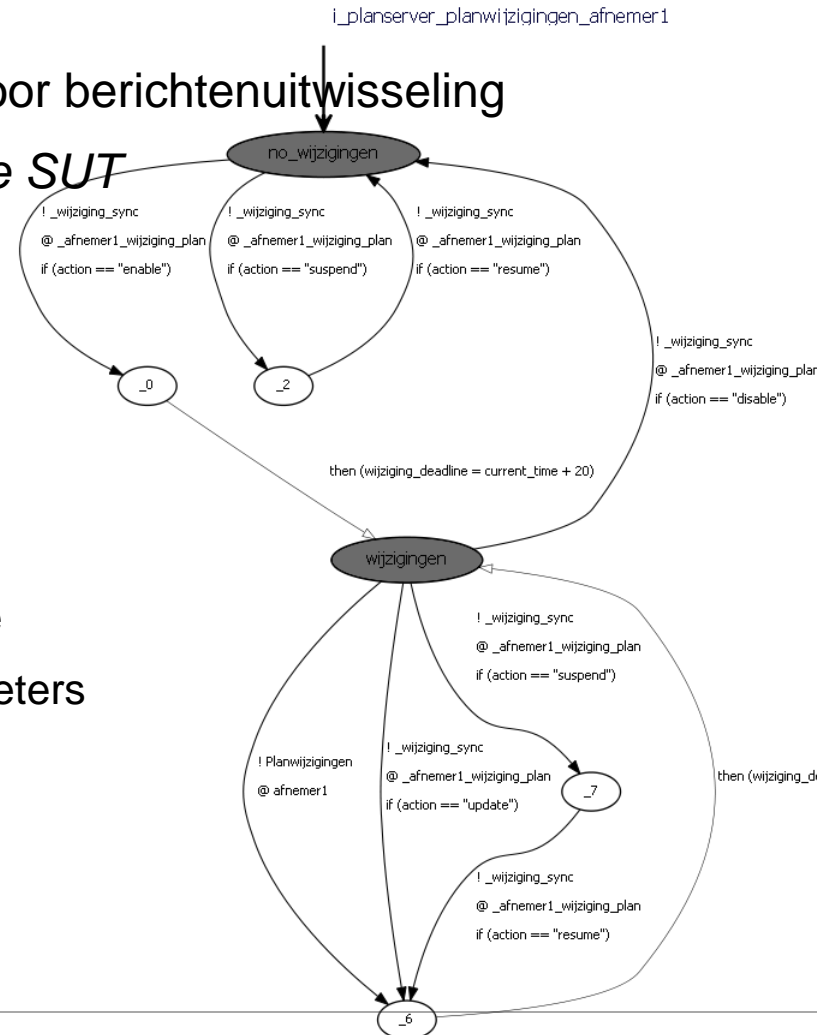 i_planserver_planwijzigingen_afnemer1
oor berichtenuitwisseling
no_wijzigingen
e SUT
! _wijziging_sync
@ _afnemer1_wijziging_plan
if (action == "enable")
! _wijziging_sync
@ _afnemer1_wijziging_plan
if (action == "suspend")
! _wijziging_sync
@ _afnemer1_wijziging_plan
if (action == "resume")
! _wijziging_sync
@ _afnemer1_wijziging_plan
if (action == "disable")
_0
_2
then (wijziging_deadline = current_time + 20)
wijzigingen
e
eters
! _wijziging_sync
@ _afnemer1_wijziging_plan
if (action == "suspend")
! Planwijzigingen
@ afnemer1
! _wijziging_sync
@ _afnemer1_wijziging_plan
if (action == "update")
_7
then (wijziging_de
! _wijziging_sync
@ _afnemer1_wijziging_plan
if (action == "resume")
_6